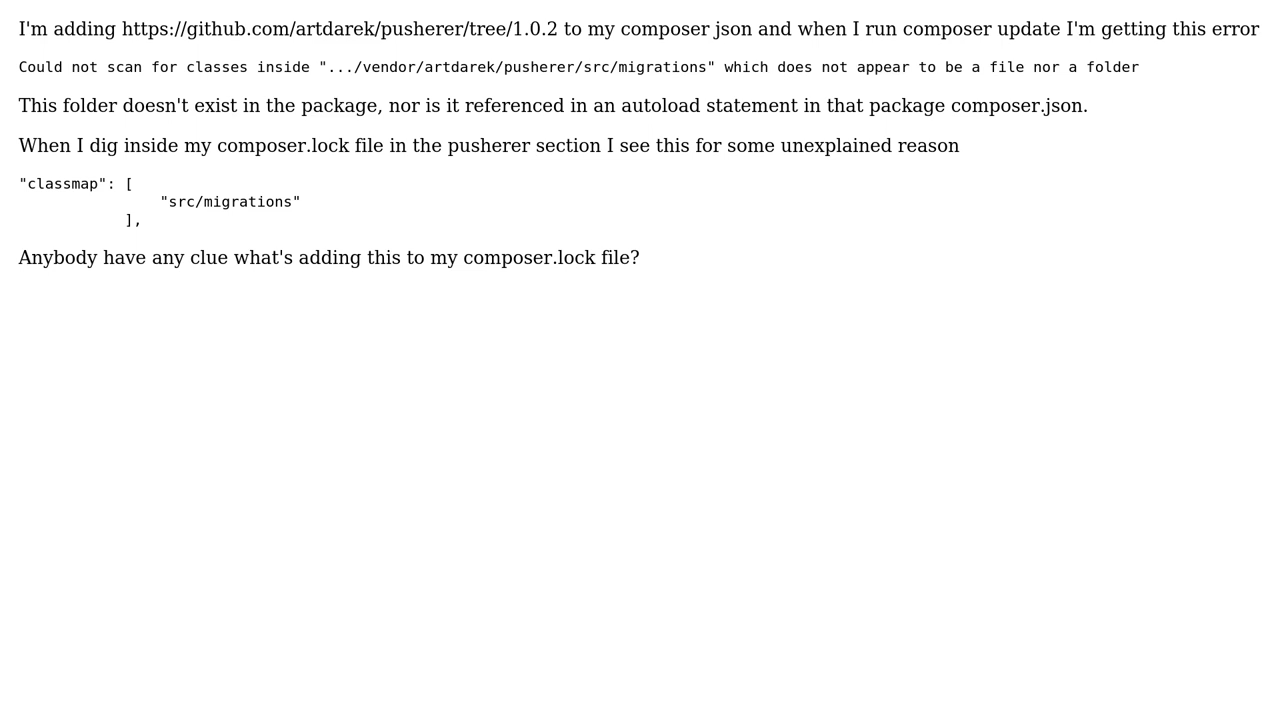 I'm adding https://github.com/artdarek/pusherer/tree/1.0.2 to my composer json and when I run composer update I'm getting this error
Could not scan for classes inside ".../vendor/artdarek/pusherer/src/migrations" which does not appear to be a file nor a folder
This folder doesn't exist in the package, nor is it referenced in an autoload statement in that package composer.json.
When I dig inside my composer.lock file in the pusherer section I see this for some unexplained reason
"classmap": [
"src/migrations"
],
Anybody have any clue what's adding this to my composer.lock file?